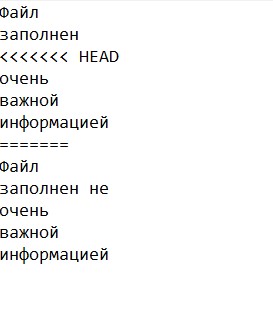 Файл
заполнен
<<<<<<< HEAD
очень
важной
информацией
=======
Файл
заполнен не
очень
важной
информацией